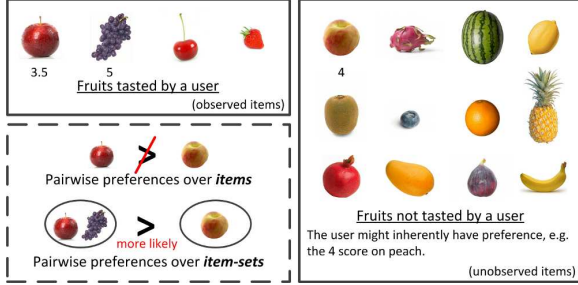 3.5 5
Fruits tasted by a user
(observed items)
>
Pairwise preferences over items
>
more likely
Pairwise preferences over item-sets
4
Fruits not tasted by a user
The user might inherently have preference, e.g.
the 4 score on peach.
(unobserved items)